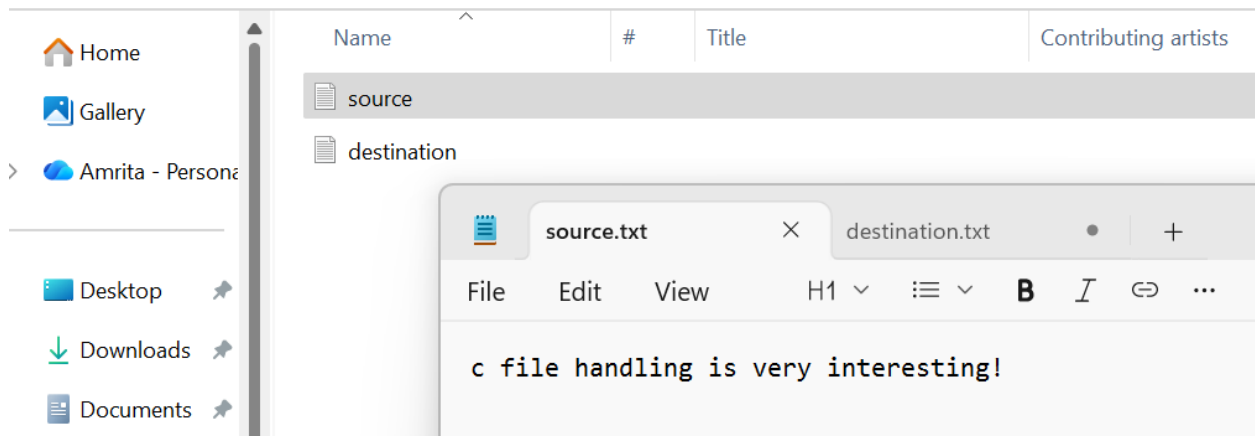 Name # Title Contributing artists
Home
source
Gallery
destination
Amrita - Persona
source.txt destination.txt
Desktop
File Edit View H1 B I ...
Downloads
c file handling is very interesting!
Documents